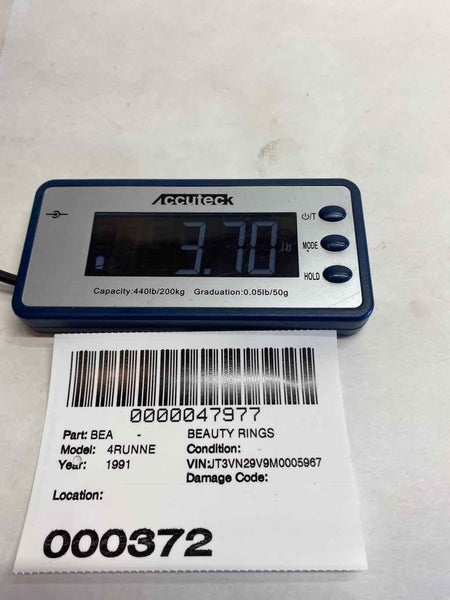 Accuteck
⏻/T
3.70 lb
MODE
HOLD
Capacity:440lb/200kg Graduation:0.05lb/50g
0000047977
Part: BEA - BEAUTY RINGS
Model: 4RUNNE Condition:
Year: 1991 VIN:JT3VN29V9M0005967
Damage Code:
Location:
000372